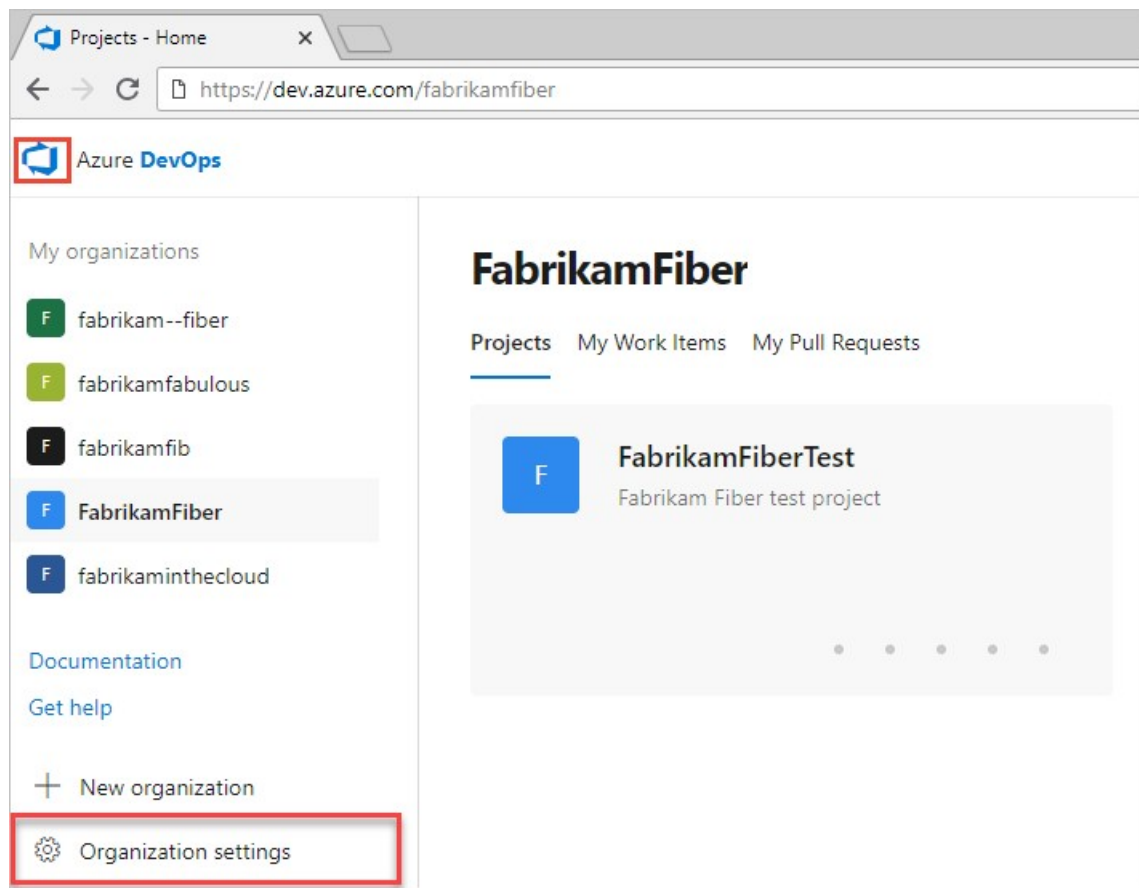 Projects - Home
https://dev.azure.com/fabrikamfiber
Azure DevOps
My organizations
F fabrikam--fiber
F fabrikamfabulous
F fabrikamfib
F FabrikamFiber
F fabrikaminthecloud
Documentation
Get help
New organization
Organization settings
FabrikamFiber
Projects My Work Items My Pull Requests
F
FabrikamFiberTest
Fabrikam Fiber test project